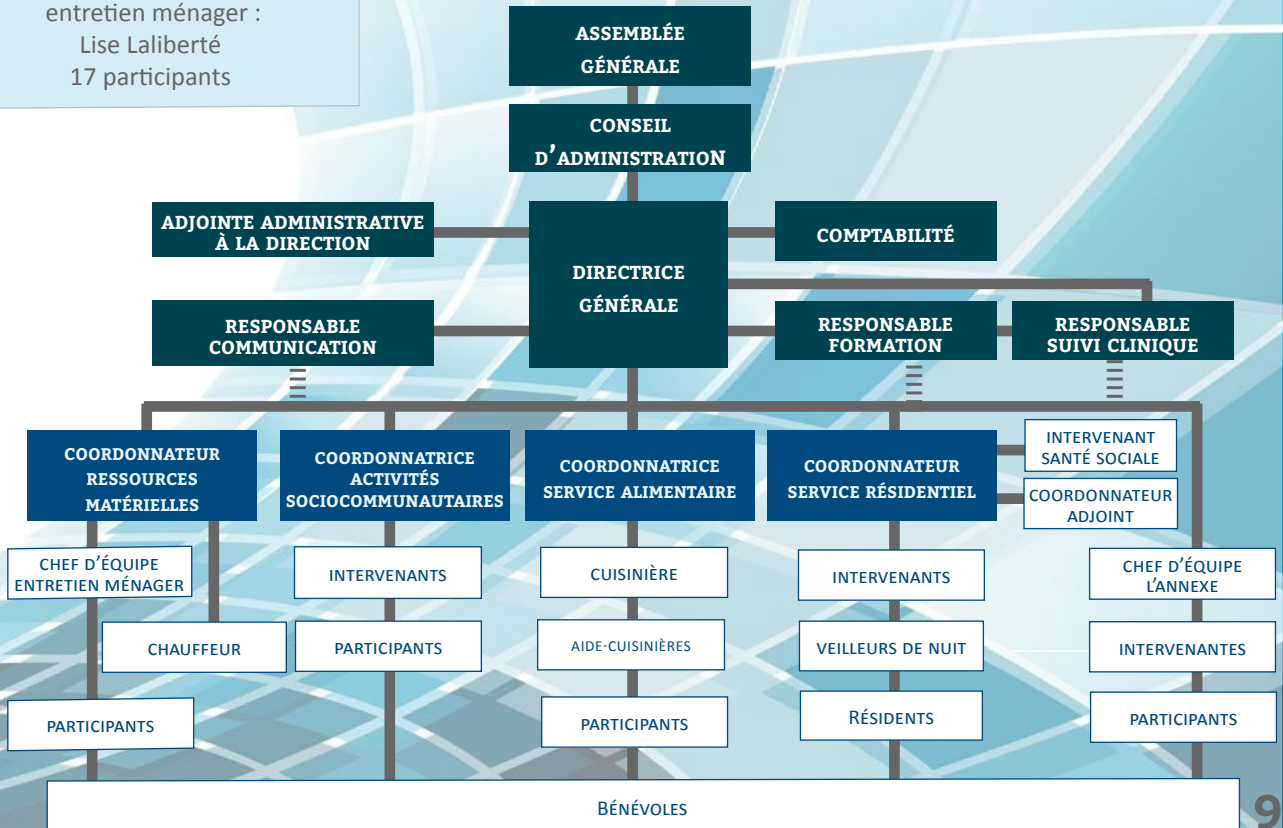 entretien ménager :
Lise Laliberté
17 participants
ASSEMBLÉE
GÉNÉRALE
CONSEIL
D'ADMINISTRATION
ADJOINTE ADMINISTRATIVE
À LA DIRECTION
COMPTABILITÉ
DIRECTRICE
GÉNÉRALE
RESPONSABLE
COMMUNICATION
RESPONSABLE
FORMATION
RESPONSABLE
SUIVI CLINIQUE
COORDONNATEUR
RESSOURCES
MATÉRIELLES
COORDONNATRICE
ACTIVITÉS
SOCIOCOMMUNAUTAIRES
COORDONNATRICE
SERVICE ALIMENTAIRE
COORDONNATEUR
SERVICE RÉSIDENTIEL
INTERVENANT
SANTÉ SOCIALE
COORDONNATEUR
ADJOINT
CHEF D'ÉQUIPE
ENTRETIEN MÉNAGER
INTERVENANTS
CUISINIÈRE
INTERVENANTS
CHEF D'ÉQUIPE
L'ANNEXE
CHAUFFEUR
PARTICIPANTS
AIDE-CUISINIÈRES
VEILLEURS DE NUIT
INTERVENANTES
PARTICIPANTS
PARTICIPANTS
RÉSIDENTS
PARTICIPANTS
BÉNÉVOLES
9